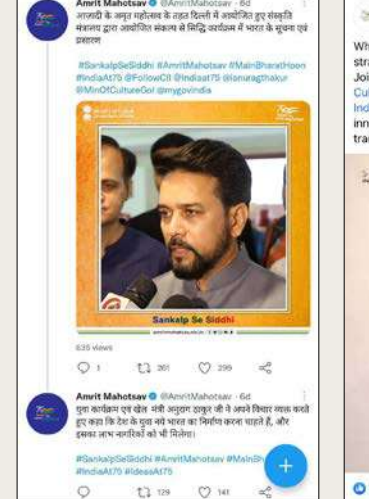 Amrit Mahotsav @AmritMahotsav · 6d
आज़ादी के अमृत महोत्सव के तहत दिल्ली में आयोजित हुए संस्कृति
मंत्रालय द्वारा आयोजित संकल्प से सिद्धि कार्यक्रम में भारत के सूचना एवं
प्रसारण
#SankalpSeSiddhi #AmritMahotsav #MainBharatHoon
#IndiaAt75 @FollowCII @Indiaat75 @ianuragthakur
@MinOfCultureGoI @mygovindia
Sankalp Se Siddhi
635 views
1 261 299
Amrit Mahotsav @AmritMahotsav · 6d
युवा कार्यक्रम एवं खेल मंत्री अनुराग ठाकुर जी ने अपने विचार व्यक्त करते
हुए कहा कि देश के युवा नये भारत का निर्माण करना चाहते हैं, और
इसका लाभ नागरिकों को भी मिलेगा।
#SankalpSeSiddhi #AmritMahotsav #MainBh
#IndiaAt75 #IdeasAt75
129 141
Wh
stra
Joi
Cul
Ind
inn
tran